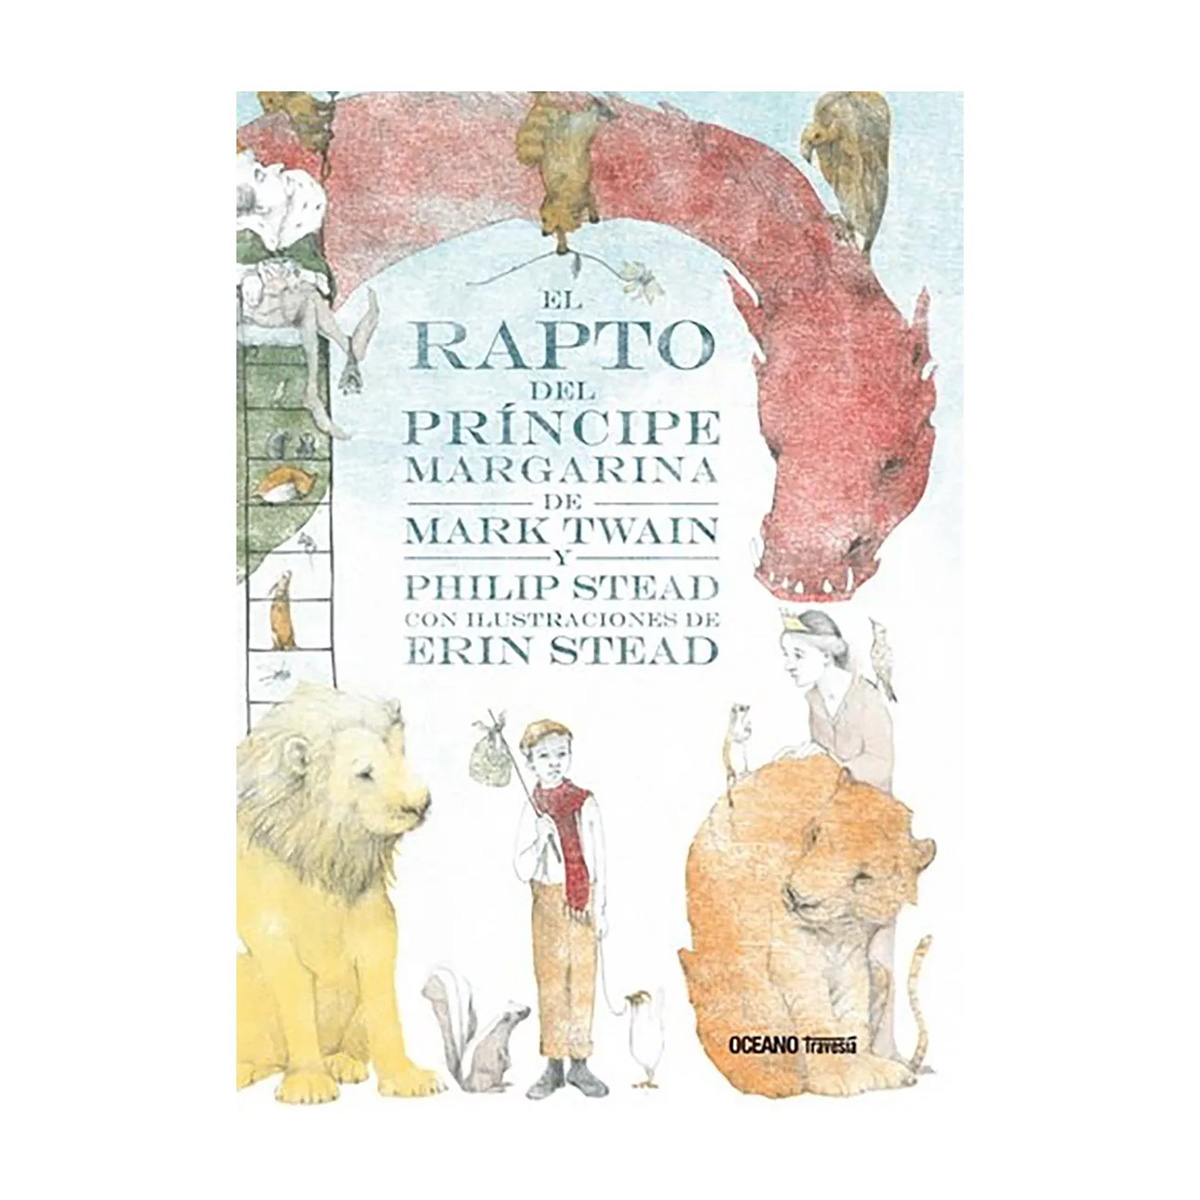 EL
RAPTO
DEL
PRÍNCIPE
MARGARINA
DE
MARK TWAIN
Y
PHILIP STEAD
CON ILUSTRACIONES DE
ERIN STEAD
OCEANO Travesía